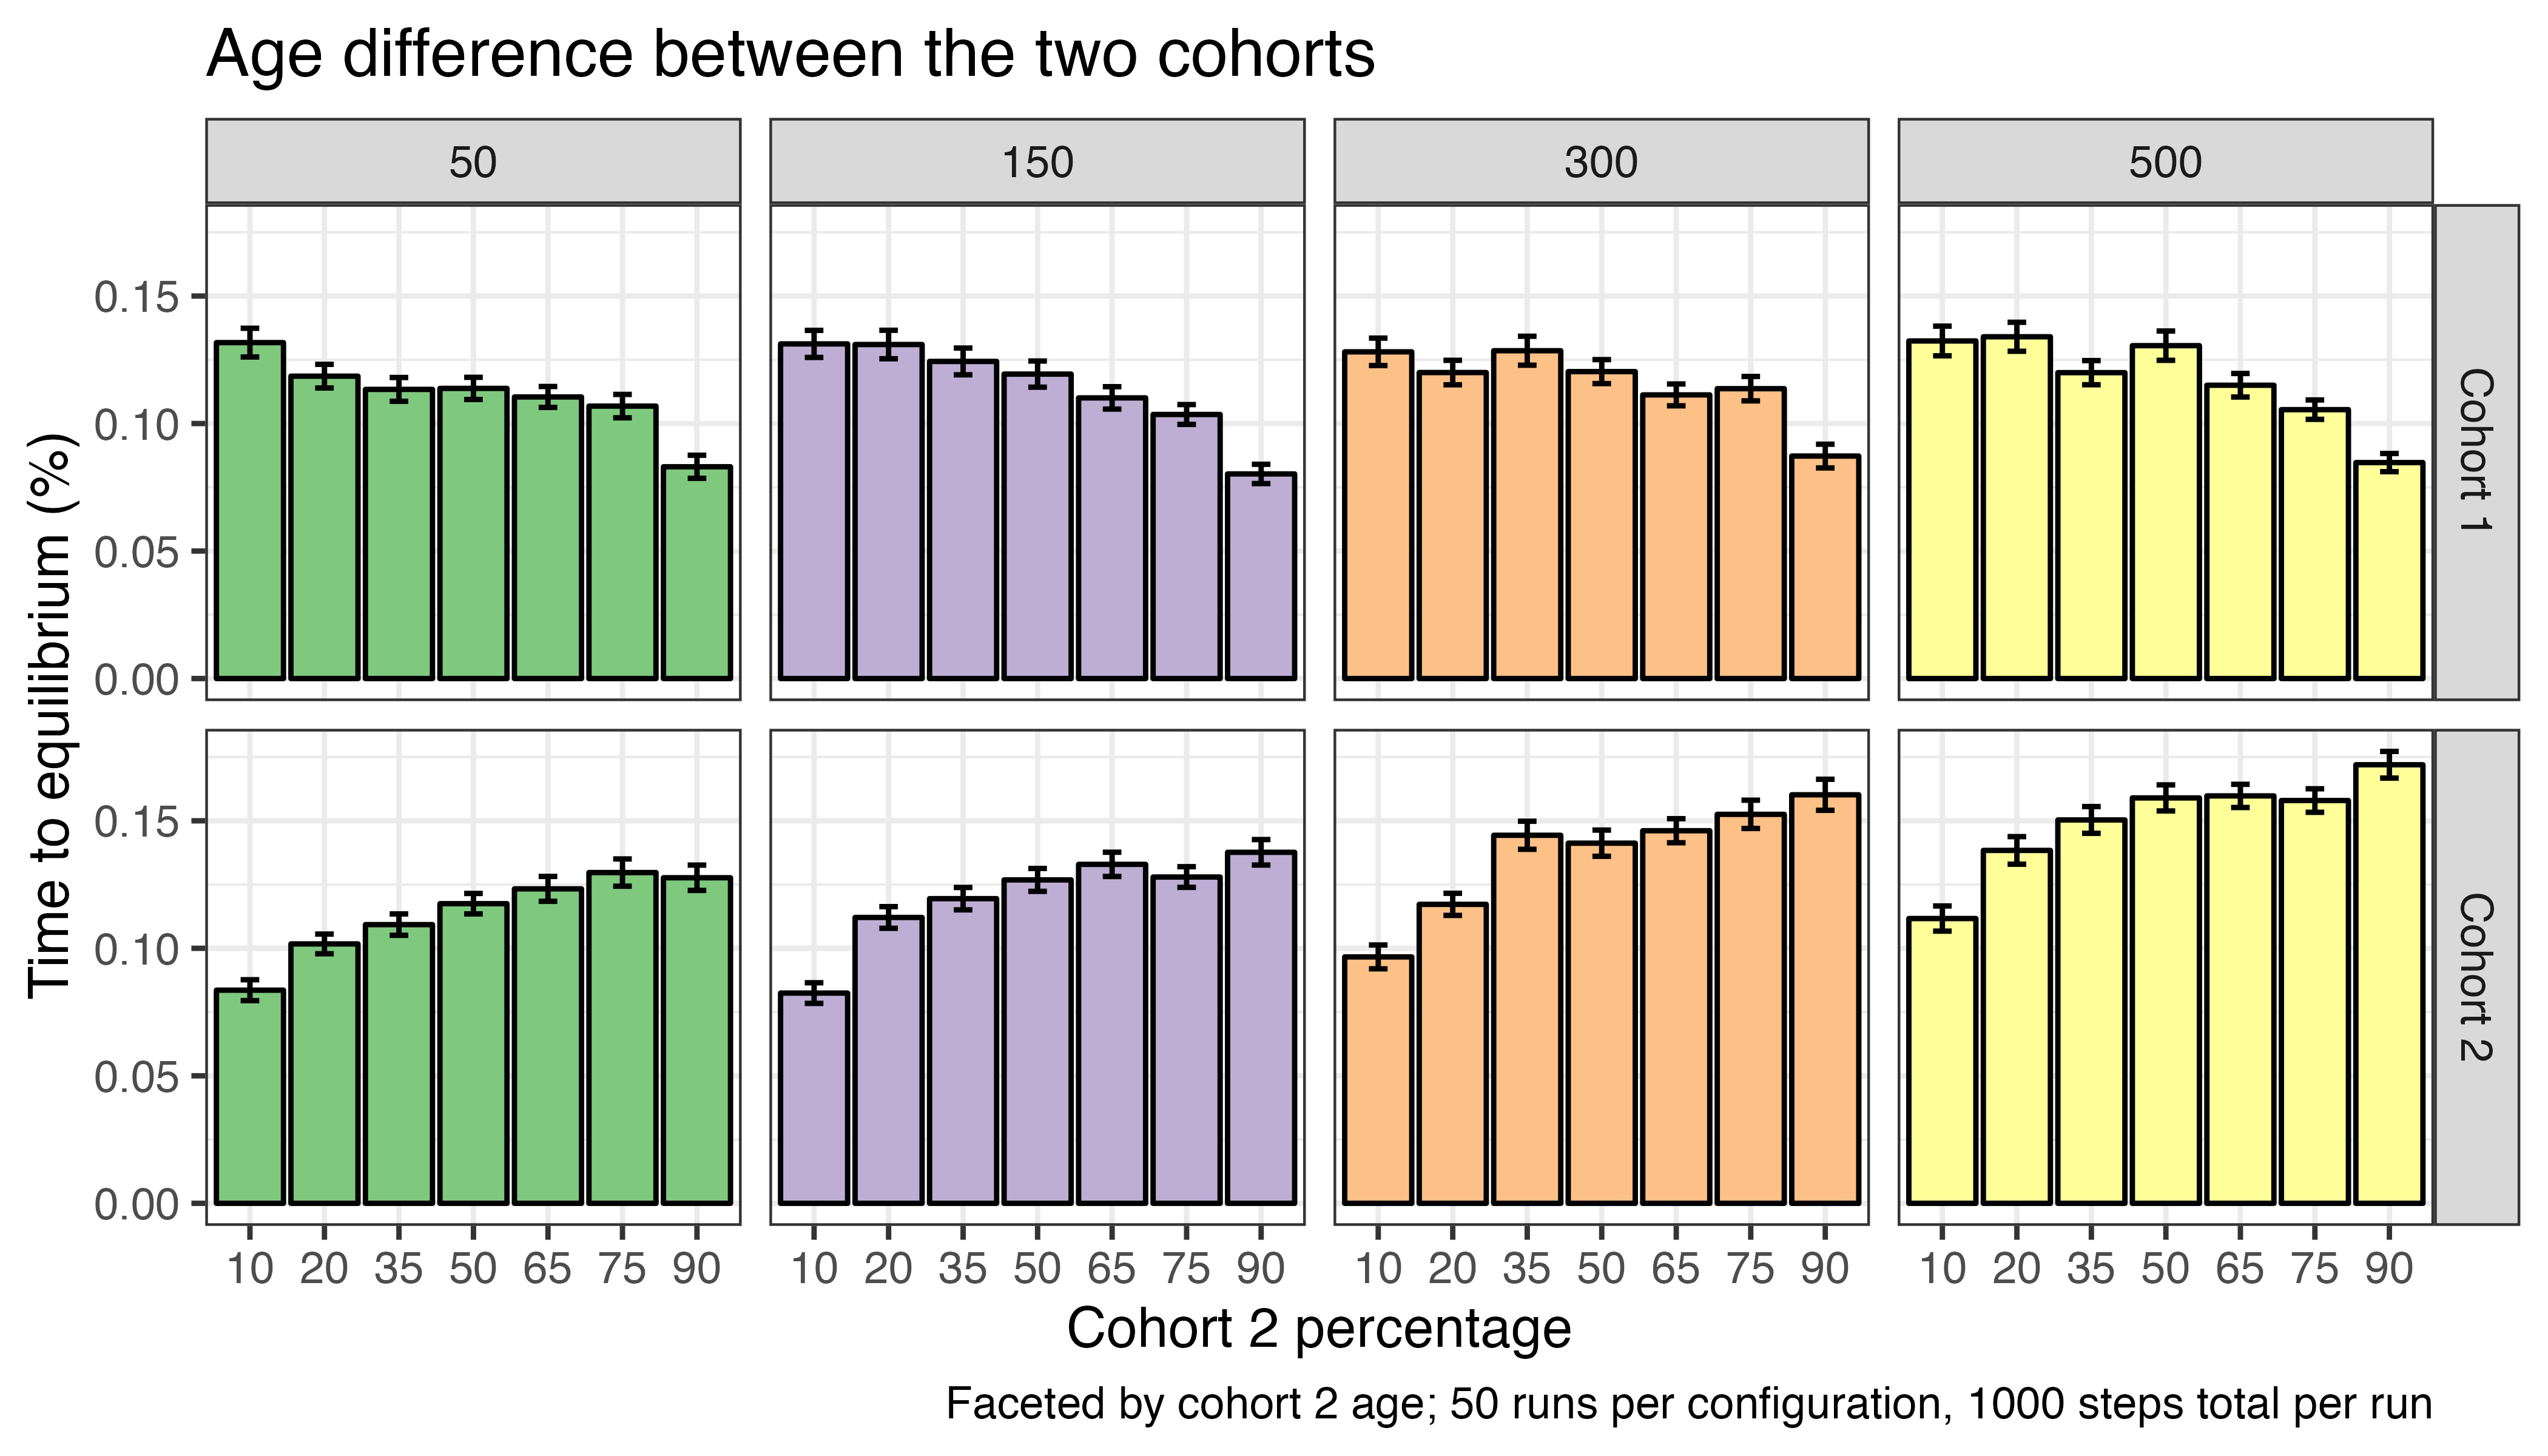 Age difference between the two cohorts
50 150 300 500
0.15
0.10
0.05
0.00
Cohort 1
Time to equilibrium (%)
0.15
0.10
0.05
0.00
Cohort 2
10 20 35 50 65 75 90 10 20 35 50 65 75 90 10 20 35 50 65 75 90 10 20 35 50 65 75 90
Cohort 2 percentage
Faceted by cohort 2 age; 50 runs per configuration, 1000 steps total per run